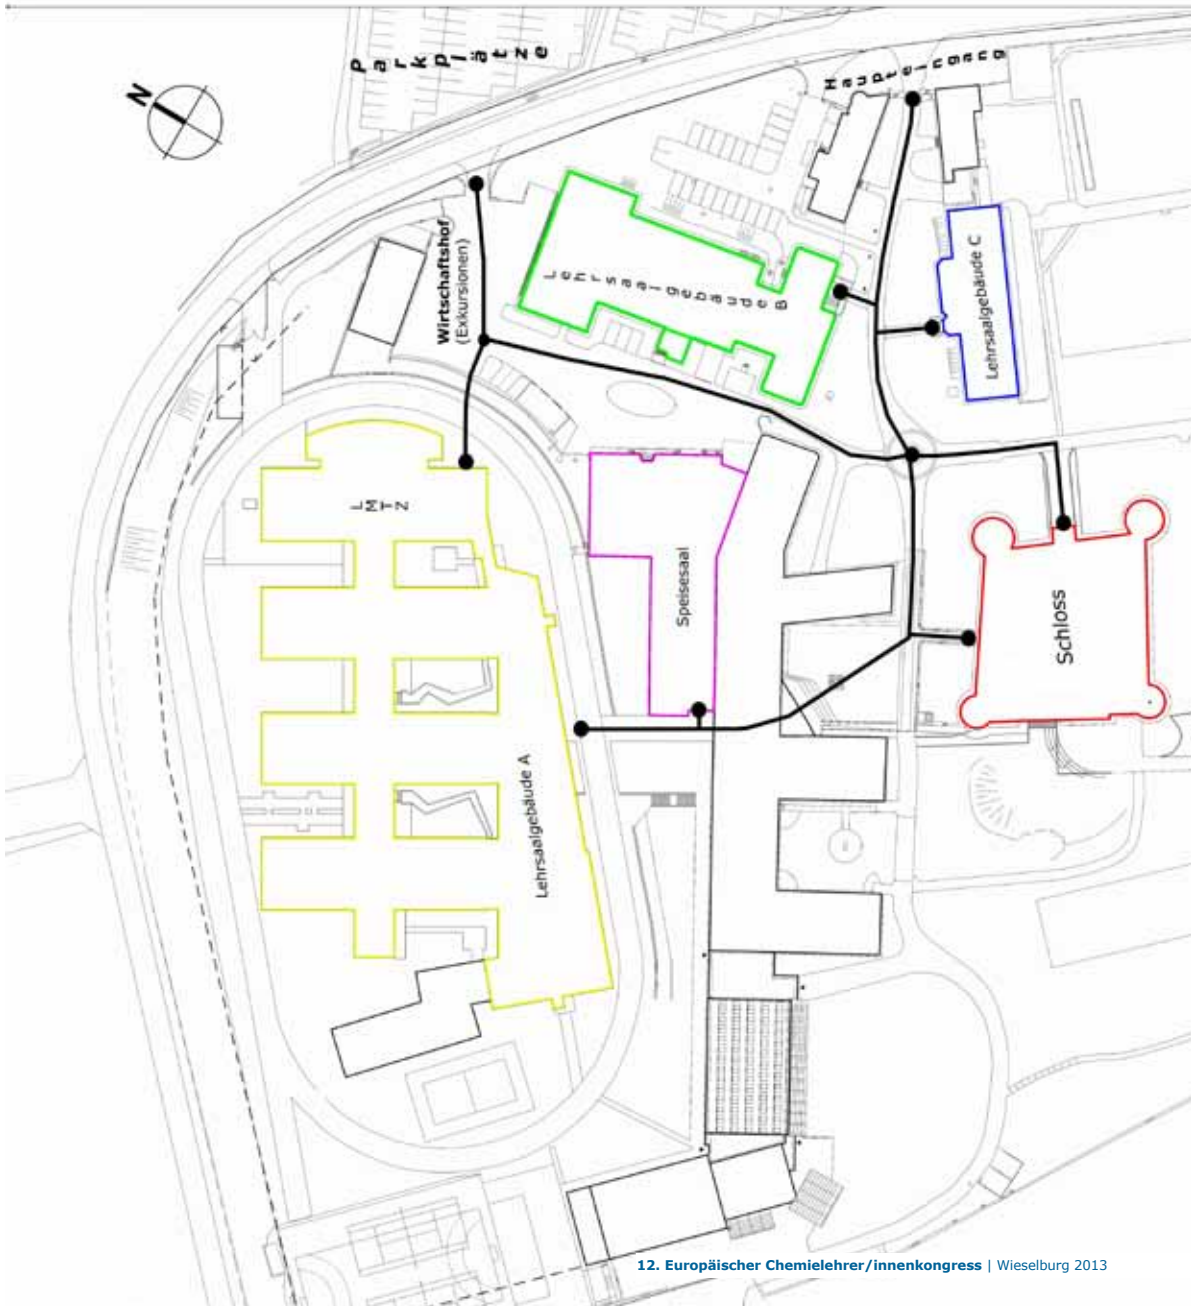 Parkplätze
Haupteingang
N
Wirtschaftshof
(Exkursionen)
Lehrsaalgebäude B
Lehrsaalgebäude C
LMTZ
Speisesaal
Schloss
Lehrsaalgebäude A
12. Europäischer Chemielehrer/innenkongress | Wieselburg 2013